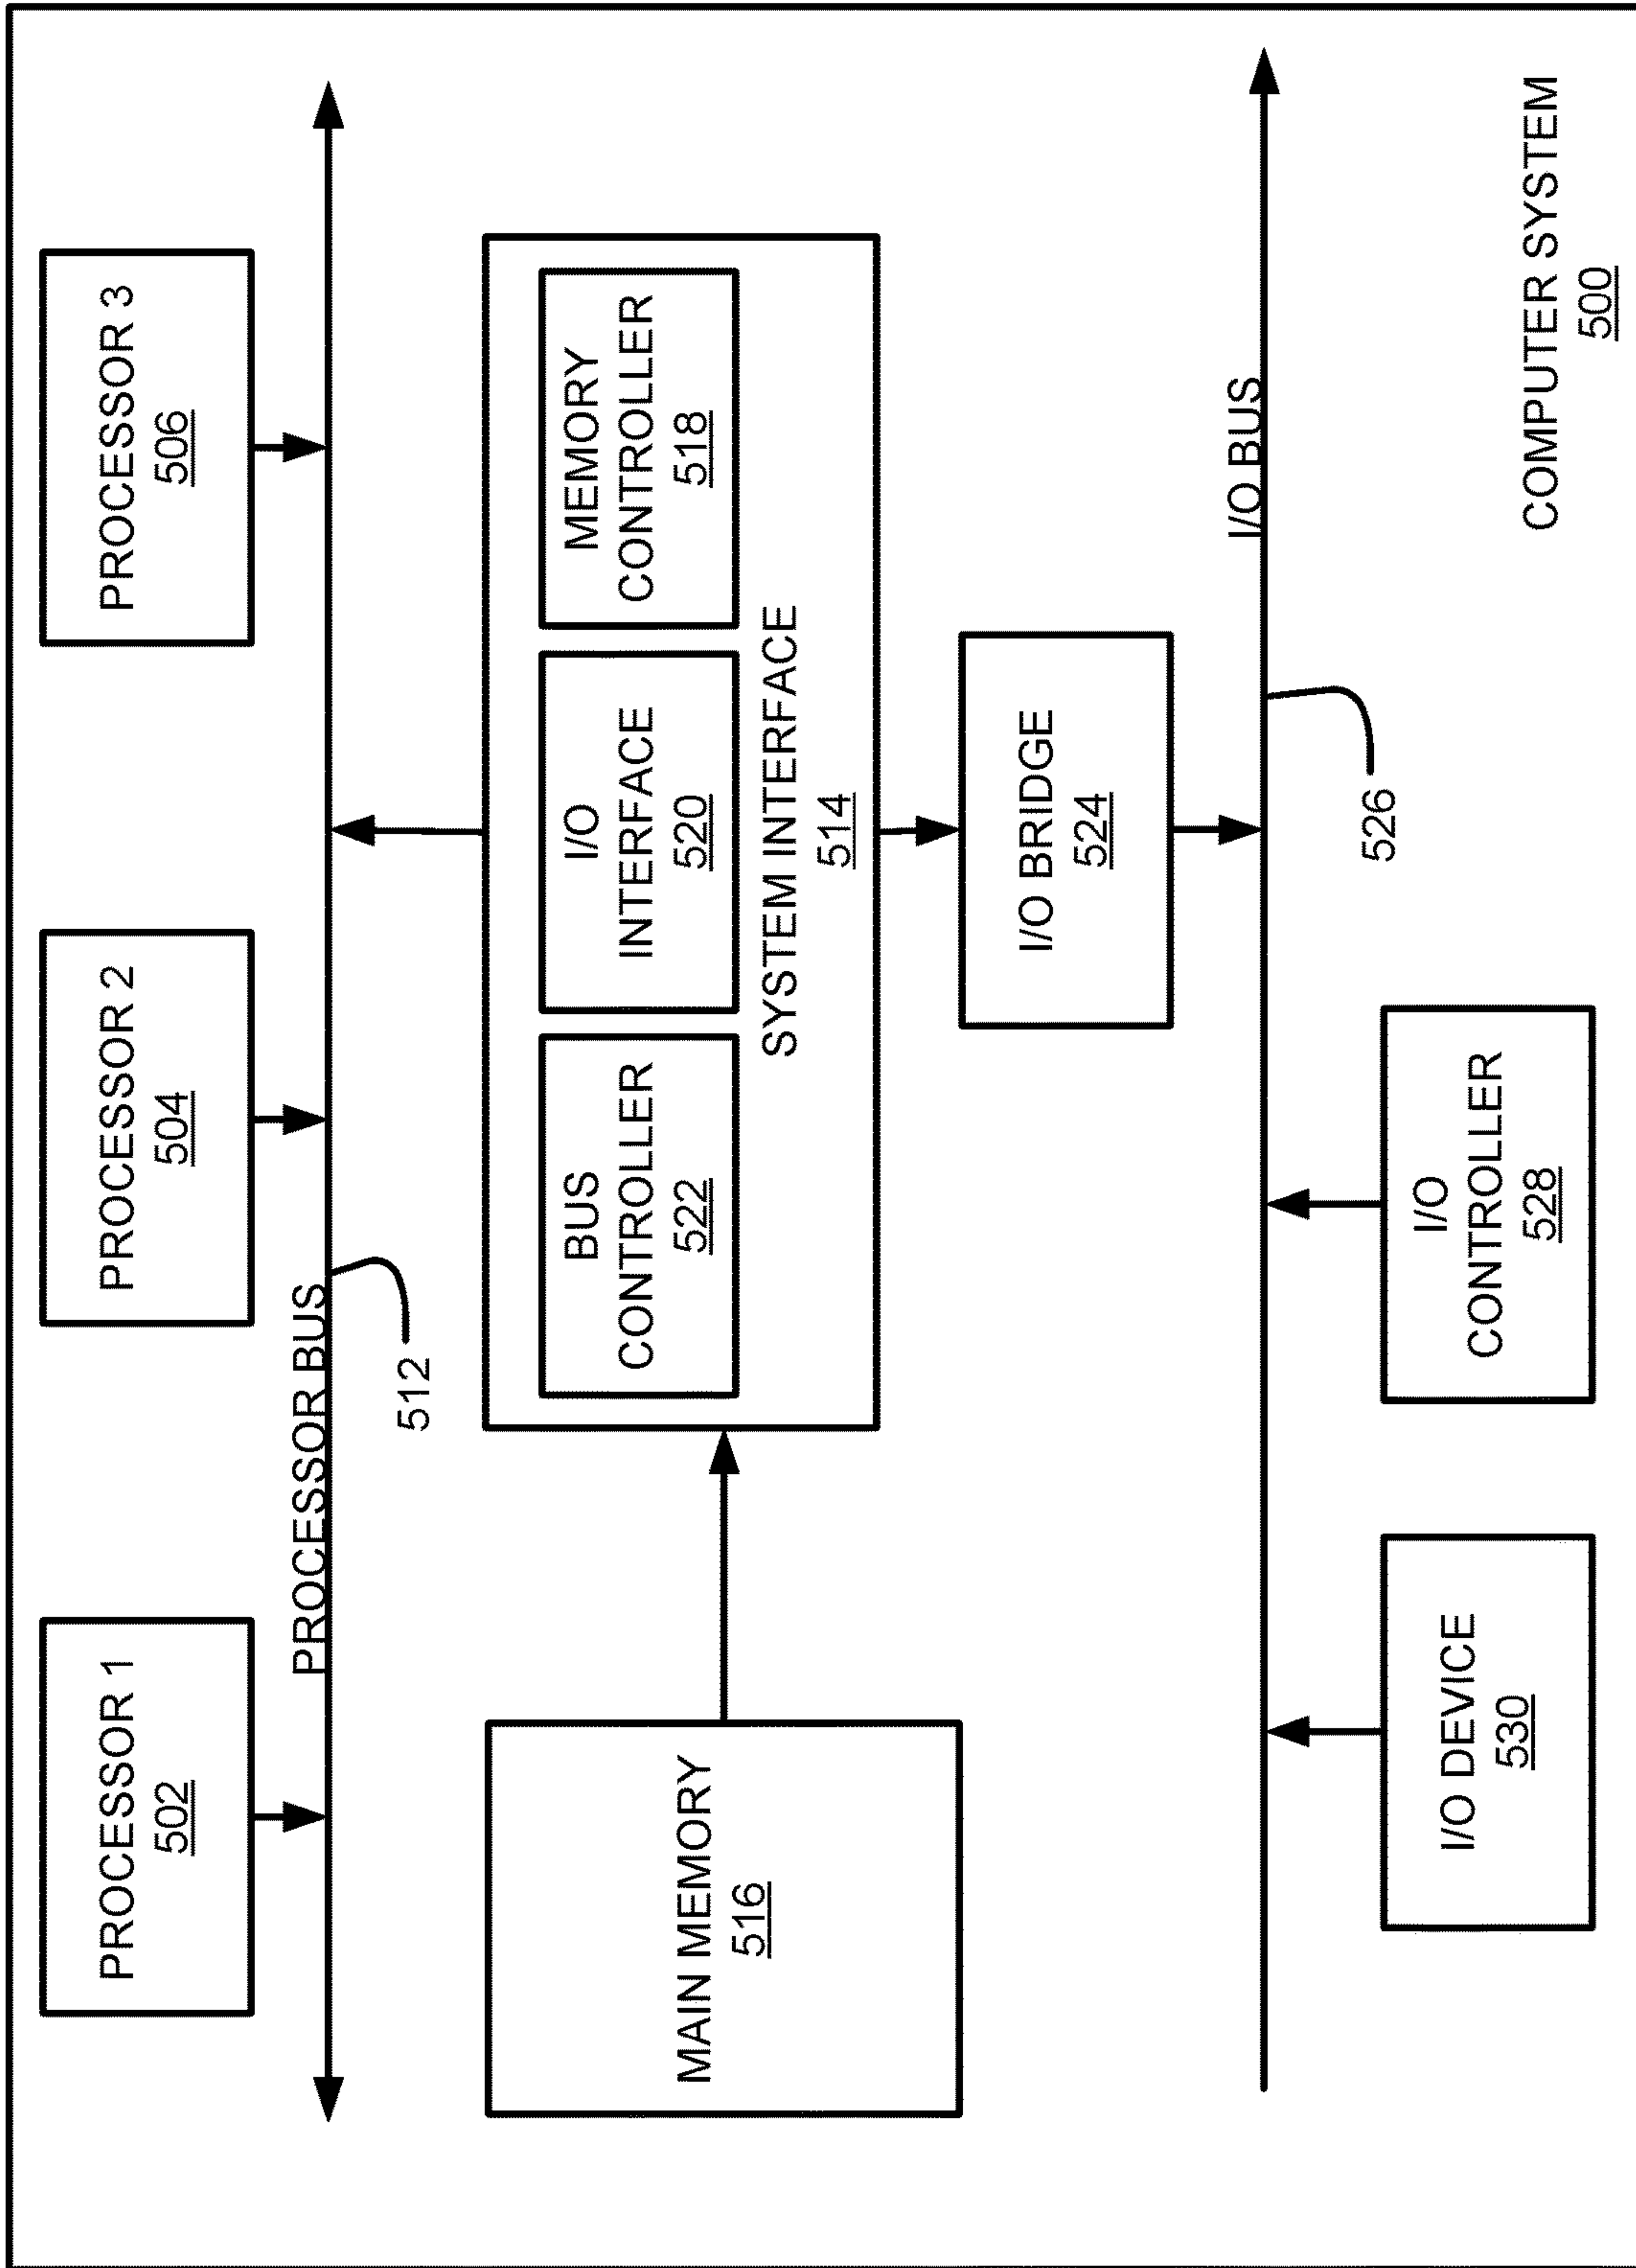 PROCESSOR 1
502
PROCESSOR 2
504
PROCESSOR 3
506
PROCESSOR BUS
512
MAIN MEMORY
516
BUS
CONTROLLER
522
I/O
INTERFACE
520
MEMORY
CONTROLLER
518
SYSTEM INTERFACE
514
I/O BRIDGE
524
I/O BUS
526
I/O DEVICE
530
I/O
CONTROLLER
528
COMPUTER SYSTEM
500